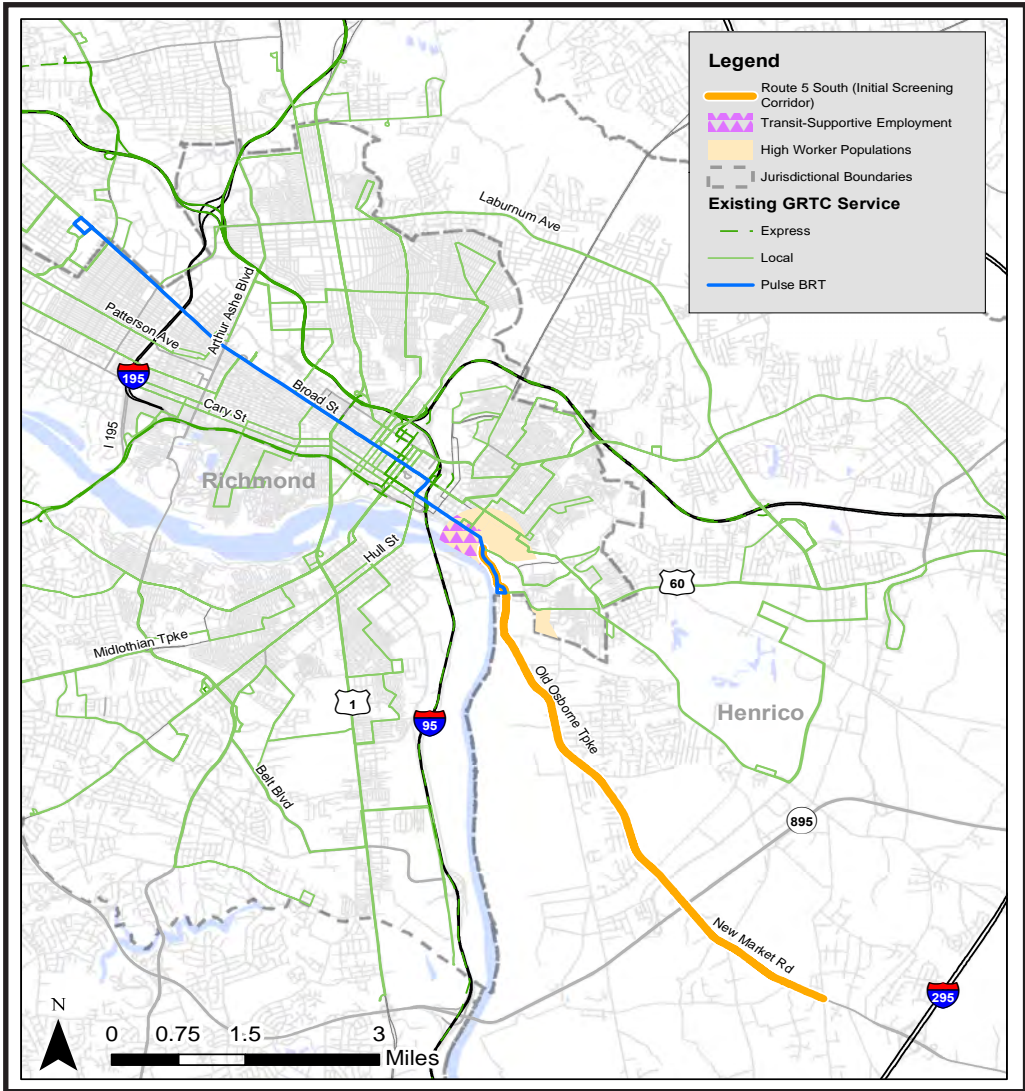 Legend
Route 5 South (Initial Screening
Corridor)
Transit-Supportive Employment
High Worker Populations
Jurisdictional Boundaries
Existing GRTC Service
Express
Local
Pulse BRT
Laburnum Ave
Arthur Ashe Blvd
Patterson Ave
195
Broad St
Cary St
I 195
Richmond
Hull St
60
Midlothian Tpke
1
95
Old Osborne Tpke
Henrico
Belt Blvd
895
New Market Rd
295
N
0 0.75 1.5 3
Miles